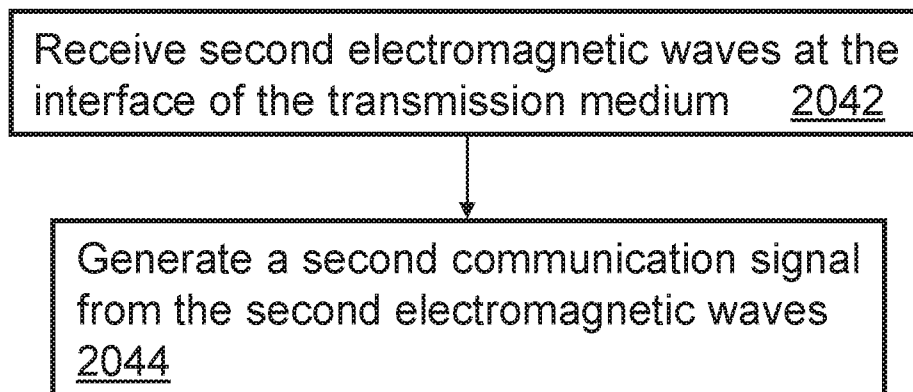 Receive second electromagnetic waves at the
interface of the transmission medium 2042
Generate a second communication signal
from the second electromagnetic waves
2044